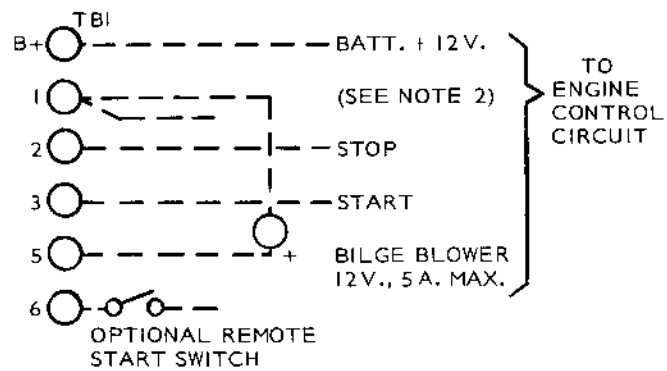 TB1
B+ BATT. + 12V.
1 (SEE NOTE 2)
2 STOP
3 START
5 + BILGE BLOWER
12V., 5A. MAX.
6
OPTIONAL REMOTE
START SWITCH
TO
ENGINE
CONTROL
CIRCUIT